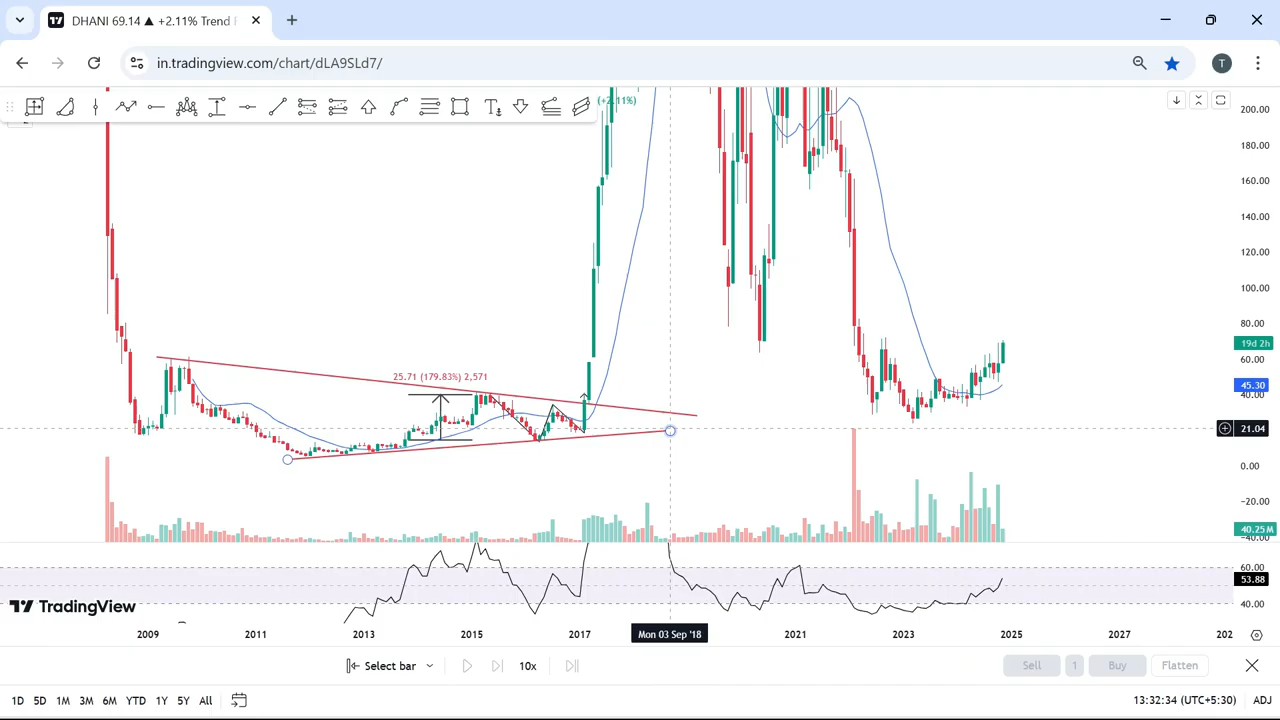 DHANI 69.14 ▲ +2.11% Trend
in.tradingview.com/chart/dLA9SLd7/
T
(+2.11%)
200.00
180.00
160.00
140.00
120.00
100.00
80.00
19d 2h
60.00
45.30
40.00
21.04
0.00
−20.00
40.25M
−40.00
25.71 (179.83%) 2,571
60.00
53.88
40.00
TradingView
2009
2011
2013
2015
2017
Mon 03 Sep '18
2021
2023
2025
2027
202
Select bar
10x
Sell
1
Buy
Flatten
1D 5D 1M 3M 6M YTD 1Y 5Y All
13:32:34 (UTC+5:30)
ADJ